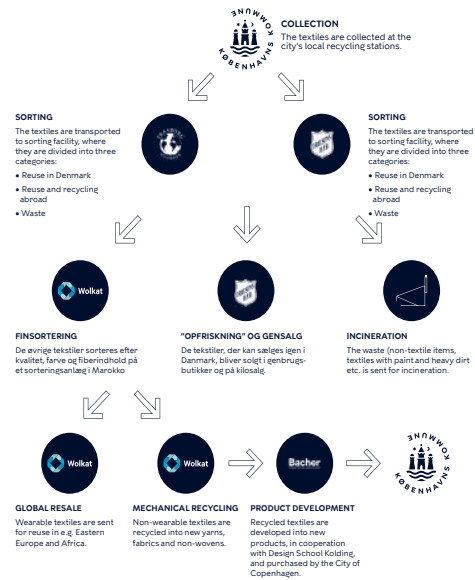 KØBENHAVNS KOMMUNE
COLLECTION
The textiles are collected at the
city's local recycling stations.
SORTING
The textiles are transported
to sorting facility, where
they are divided into three
categories:
• Reuse in Denmark
• Reuse and recycling
abroad
• Waste
SORTING
The textiles are transported
to sorting facility, where
they are divided into three
categories:
• Reuse in Denmark
• Reuse and recycling
abroad
• Waste
Wolkat
FINSORTERING
De øvrige tekstiler sorteres efter
kvalitet, farve og fiberindhold på
et sorteringsanlæg i Marokko
"OPFRISKNING" OG GENSALG
De tekstiler, der kan sælges igen i
Danmark, bliver solgt i genbrugs-
butikker og på kilosalg.
INCINERATION
The waste (non-textile items,
textiles with paint and heavy dirt
etc. is sent for incineration.
Wolkat
Wolkat
Bacher
KØBENHAVNS KOMMUNE
GLOBAL RESALE
Wearable textiles are sent
for reuse in e.g. Eastern
Europe and Africa.
MECHANICAL RECYCLING
Non-wearable textiles are
recycled into new yarns,
fabrics and non-wovens.
PRODUCT DEVELOPMENT
Recycled textiles are
developed into new
products, in cooperation
with Design School Kolding,
and purchased by the City of
Copenhagen.